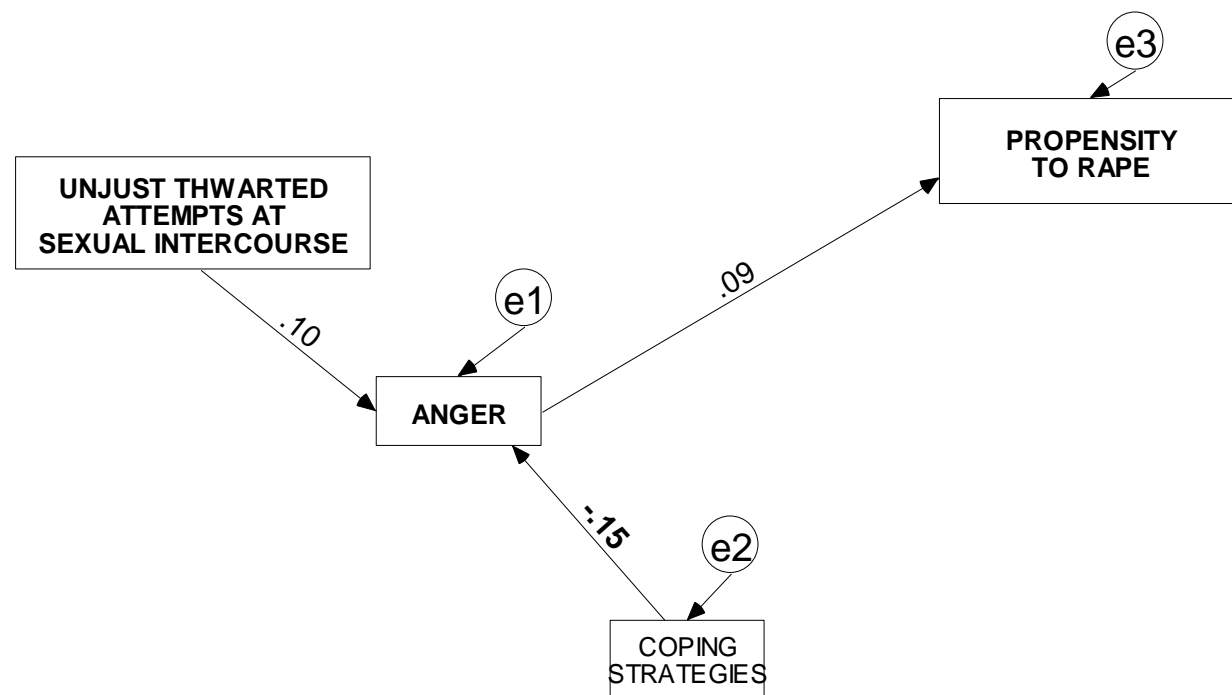 e3
PROPENSITY
TO RAPE
UNJUST THWARTED
ATTEMPTS AT
SEXUAL INTERCOURSE
.09
e1
.10
ANGER
-.15
e2
COPING
STRATEGIES